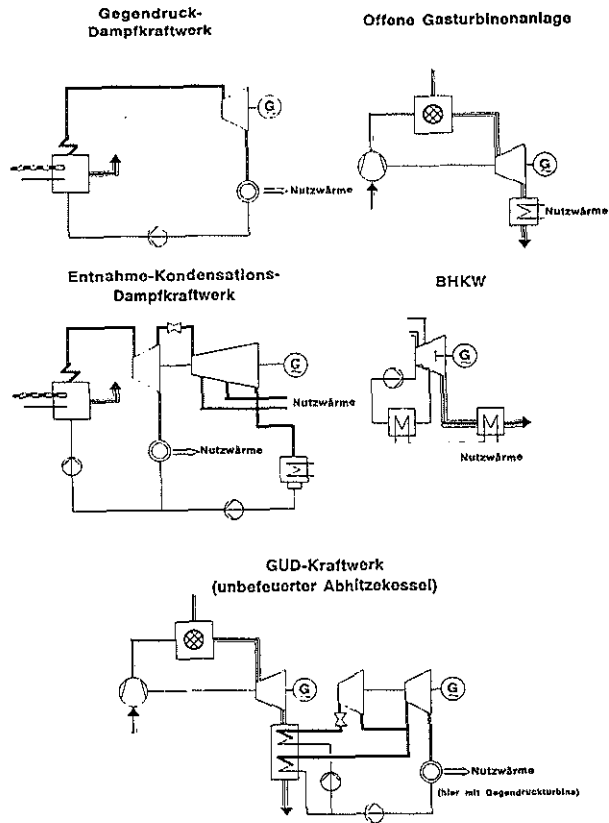 Gegendruck-
Dampfkraftwerk
G
Nutzwärme
Offene Gasturbinenanlage
G
Nutzwärme
Entnahme-Kondensations-
Dampfkraftwerk
G
Nutzwärme
Nutzwärme
BHKW
G
Nutzwärme
GUD-Kraftwerk
(unbefeuerter Abhitzekessel)
G
G
Nutzwärme
(hier mit Gegendruckturbine)